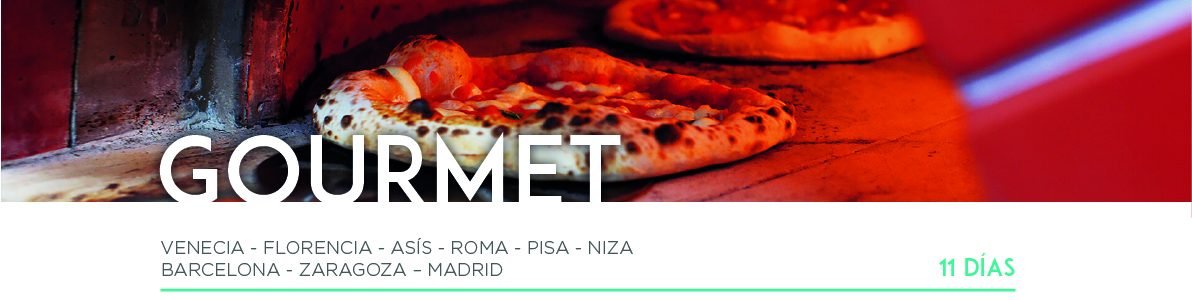 GOURMET
VENECIA - FLORENCIA - ASÍS - ROMA - PISA - NIZA
BARCELONA - ZARAGOZA – MADRID
11 DÍAS